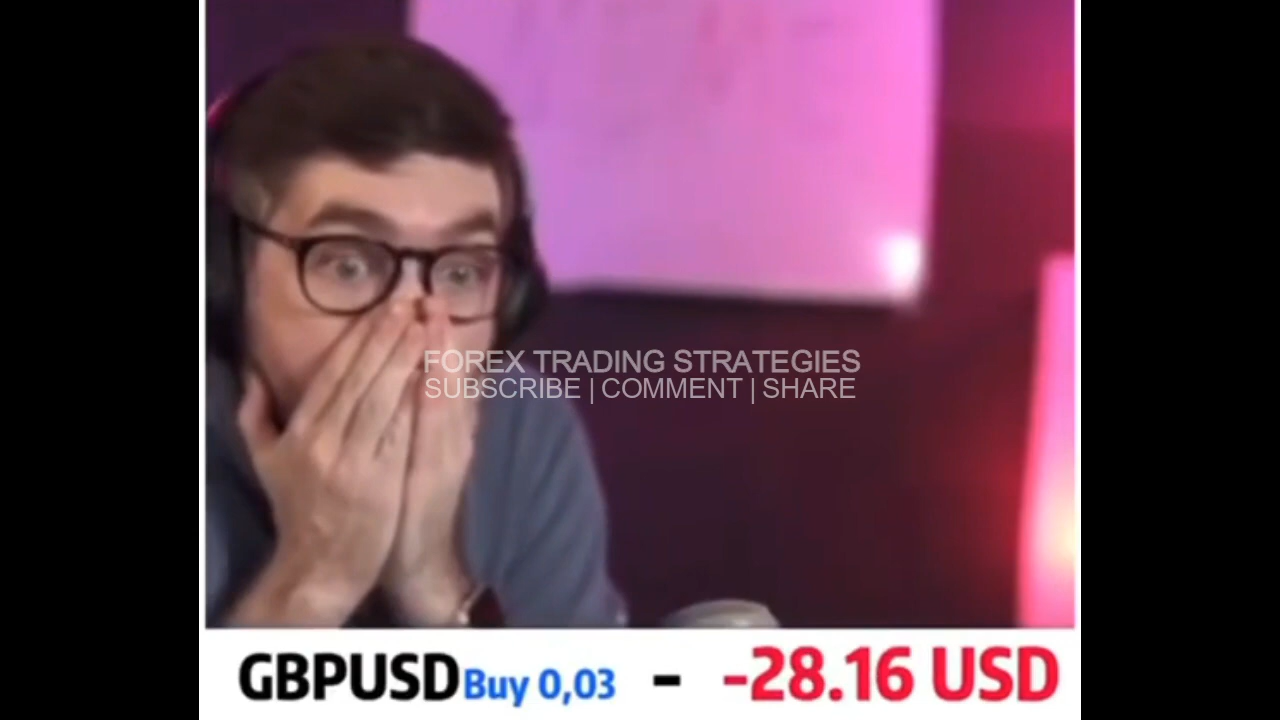 FOREX TRADING STRATEGIES
SUBSCRIBE | COMMENT | SHARE
GBPUSD Buy 0,03 - -28.16 USD